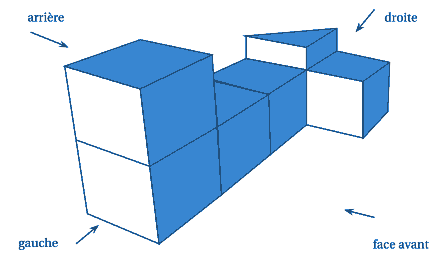 arrière
droite
gauche
face avant